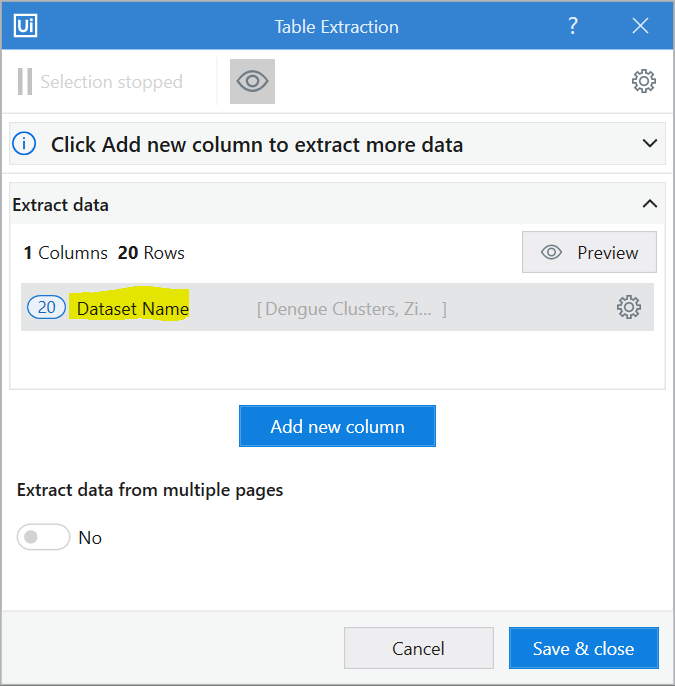 Ui Table Extraction ?
Selection stopped
i Click Add new column to extract more data
Extract data
1 Columns 20 Rows Preview
20 Dataset Name [ Dengue Clusters, Zi... ]
Add new column
Extract data from multiple pages
No
Cancel Save & close